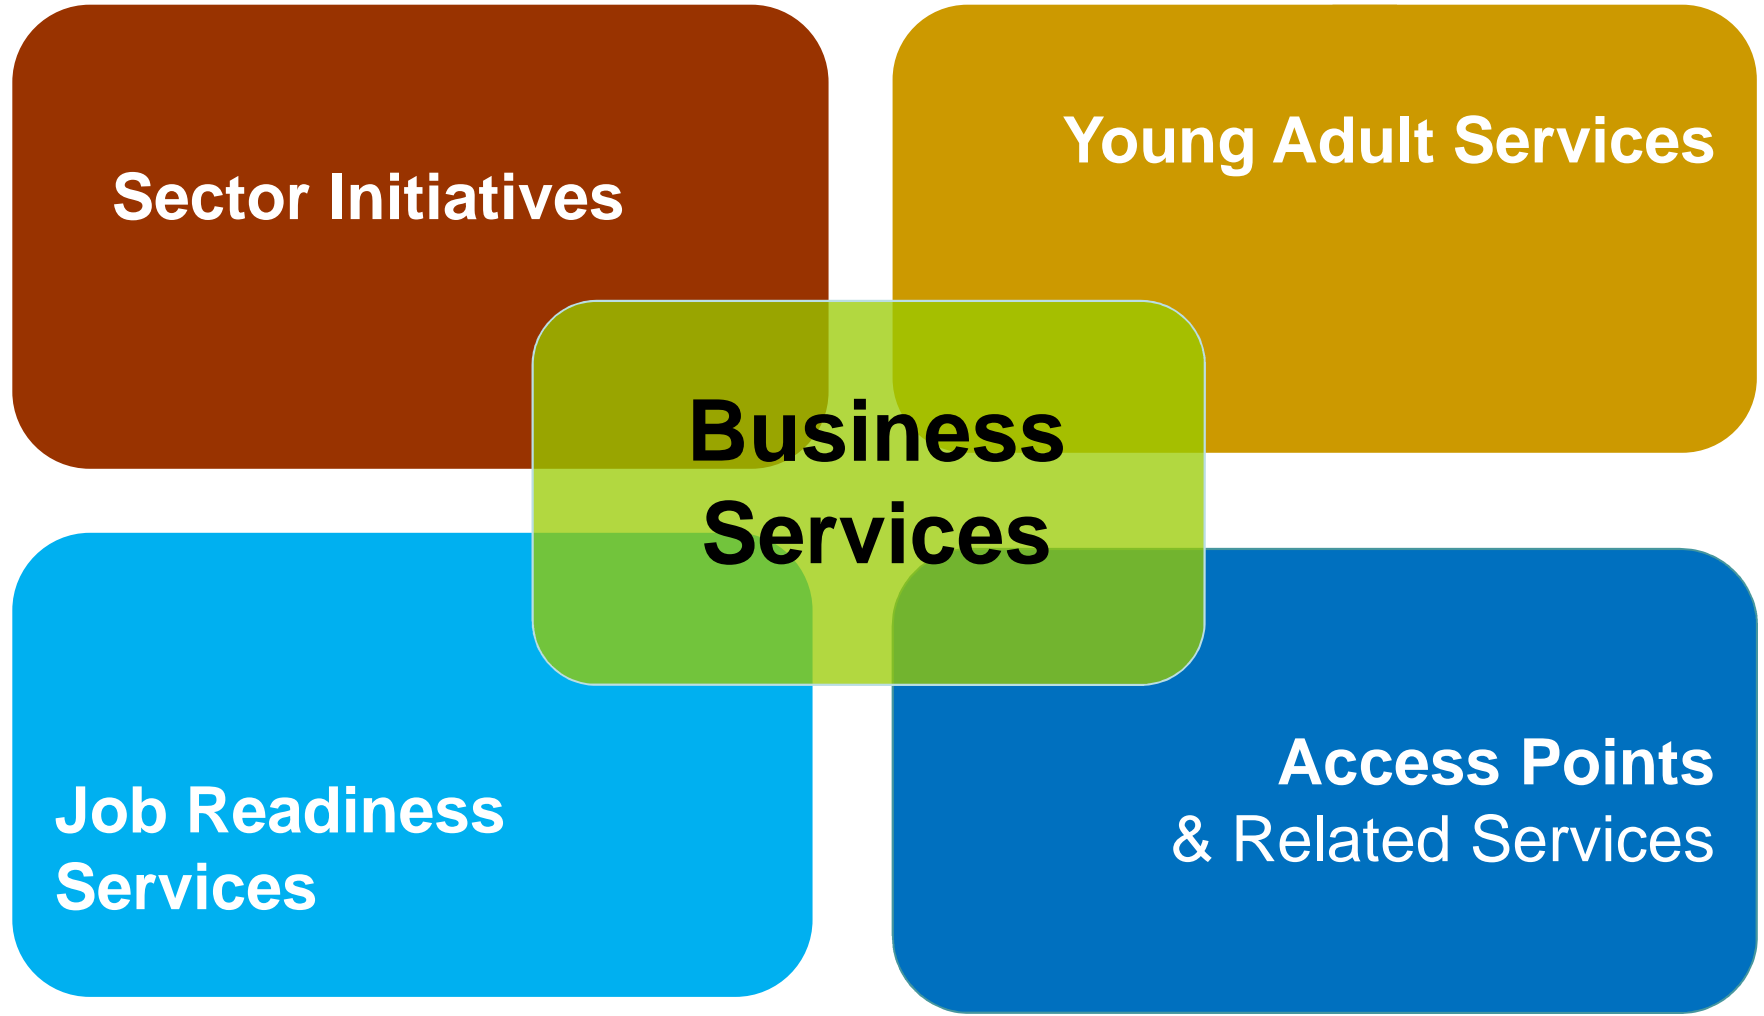 Sector Initiatives
Young Adult Services
Business
Services
Job Readiness
Services
Access Points
& Related Services